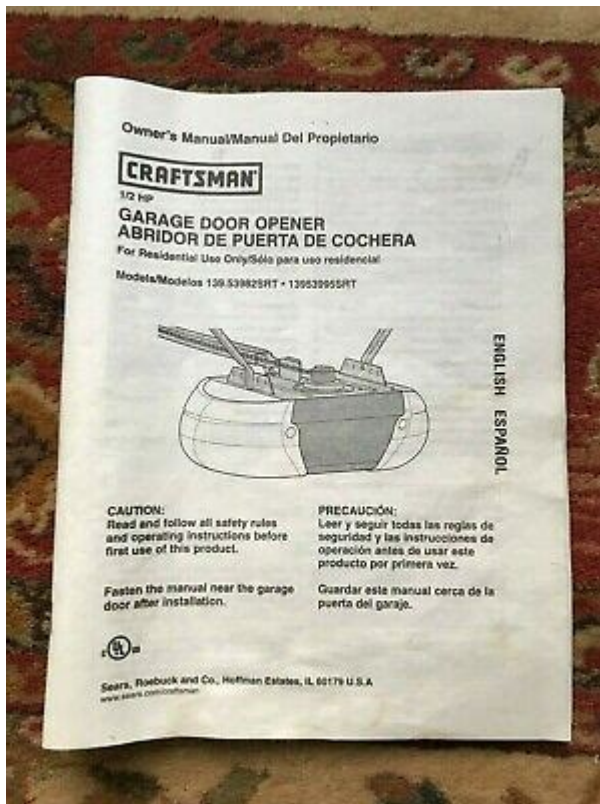 Owner's Manual/Manual Del Propietario
CRAFTSMAN
1/2 HP
GARAGE DOOR OPENER
ABRIDOR DE PUERTA DE COCHERA
For Residential Use Only/Sólo para uso residencial
Models/Modelos 139.53982SRT • 13953995SRT
ENGLISH ESPAÑOL
CAUTION:
Read and follow all safety rules
and operating instructions before
first use of this product.
Fasten the manual near the garage
door after installation.
PRECAUCIÓN:
Leer y seguir todas las reglas de
seguridad y las instrucciones de
operación antes de usar este
producto por primera vez.
Guardar este manual cerca de la
puerta del garaje.
c UL us
Sears, Roebuck and Co., Hoffman Estates, IL 60179 U.S.A
www.sears.com/craftsman